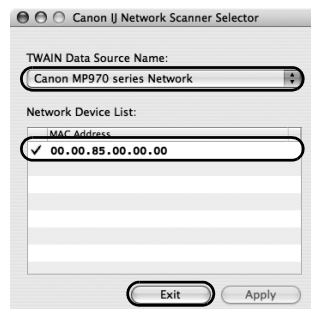 Canon IJ Network Scanner Selector
TWAIN Data Source Name:
Canon MP970 series Network
Network Device List:
MAC Address
✓ 00.00.85.00.00.00
Exit Apply